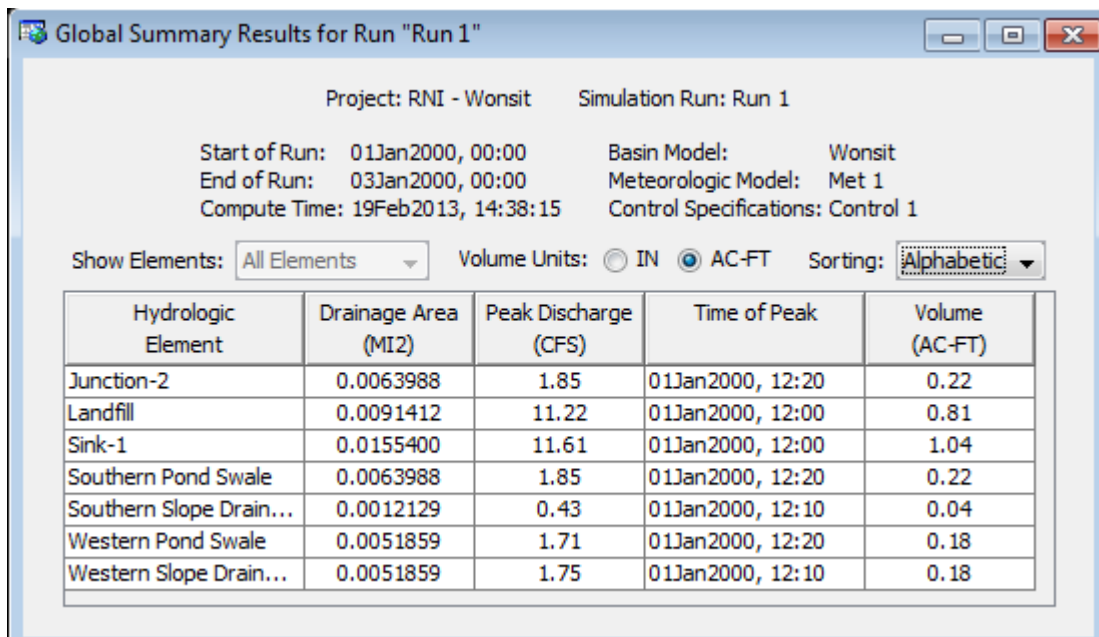 Global Summary Results for Run "Run 1"
Project: RNI - Wonsit Simulation Run: Run 1
Start of Run: 01Jan2000, 00:00 Basin Model: Wonsit
End of Run: 03Jan2000, 00:00 Meteorologic Model: Met 1
Compute Time: 19Feb2013, 14:38:15 Control Specifications: Control 1
Show Elements: All Elements Volume Units: IN AC-FT Sorting: Alphabetic
Hydrologic Drainage Area Peak Discharge Time of Peak Volume
Element (MI2) (CFS) (AC-FT)
Junction-2 0.0063988 1.85 01Jan2000, 12:20 0.22
Landfill 0.0091412 11.22 01Jan2000, 12:00 0.81
Sink-1 0.0155400 11.61 01Jan2000, 12:00 1.04
Southern Pond Swale 0.0063988 1.85 01Jan2000, 12:20 0.22
Southern Slope Drain... 0.0012129 0.43 01Jan2000, 12:10 0.04
Western Pond Swale 0.0051859 1.71 01Jan2000, 12:20 0.18
Western Slope Drain... 0.0051859 1.75 01Jan2000, 12:10 0.18